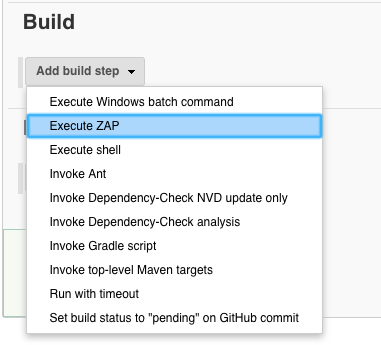 Build
Add build step
Execute Windows batch command
Execute ZAP
Execute shell
Invoke Ant
Invoke Dependency-Check NVD update only
Invoke Dependency-Check analysis
Invoke Gradle script
Invoke top-level Maven targets
Run with timeout
Set build status to "pending" on GitHub commit